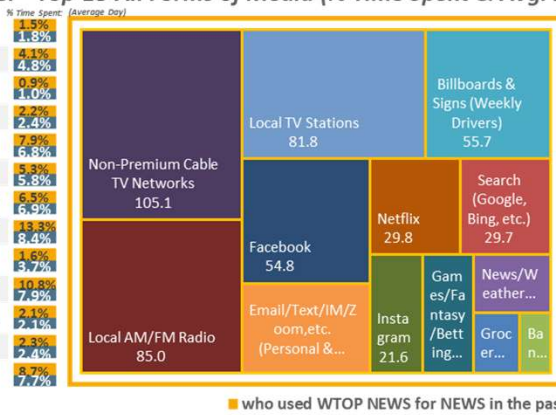 % Time Spent: (Average Day)
1.5%
1.8%
4.1%
4.8%
0.9%
1.0%
2.2%
2.4%
7.9%
6.8%
5.3%
5.8%
6.5%
6.9%
13.3%
8.4%
1.6%
3.7%
10.8%
7.9%
2.1%
2.1%
2.3%
2.4%
8.7%
7.7%
Non-Premium Cable
TV Networks
105.1
Local AM/FM Radio
85.0
Local TV Stations
81.8
Billboards &
Signs (Weekly
Drivers)
55.7
Facebook
54.8
Netflix
29.8
Search
(Google,
Bing, etc.)
29.7
Email/Text/IM/Z
oom,etc.
(Personal &...
Insta
gram
21.6
Gam
es/Fa
ntasy
/Bett
ing...
News/W
eather...
Groc
er...
Ba
n...
who used WTOP NEWS for NEWS in the pas